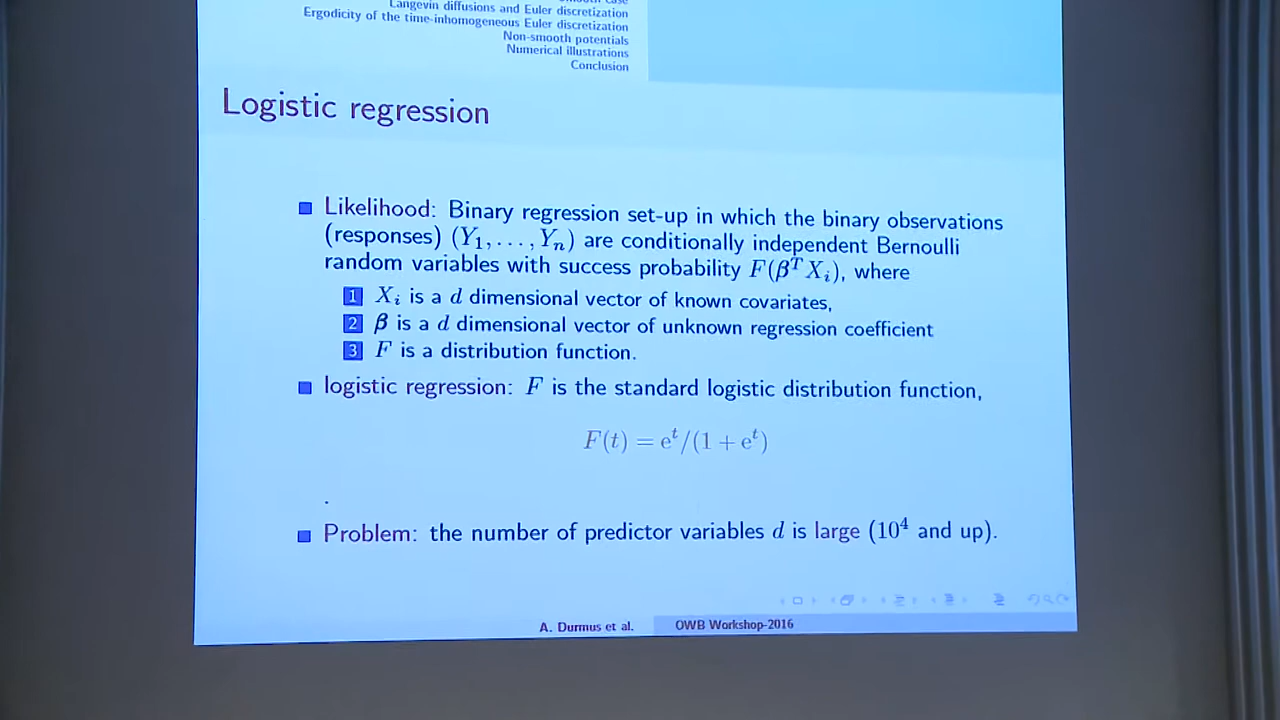 Langevin diffusions and Euler discretization
Ergodicity of the time-inhomogeneous Euler discretization
Non-smooth potentials
Numerical illustrations
Conclusion
Logistic regression
Likelihood: Binary regression set-up in which the binary observations
(responses) (Y₁, . . . , Yₙ) are conditionally independent Bernoulli
random variables with success probability F(βᵀXᵢ), where
1 Xᵢ is a d dimensional vector of known covariates,
2 β is a d dimensional vector of unknown regression coefficient
3 F is a distribution function.
logistic regression: F is the standard logistic distribution function,
F(t) = eᵗ/(1 + eᵗ)
.
Problem: the number of predictor variables d is large (10⁴ and up).
A. Durmus et al. OWB Workshop-2016